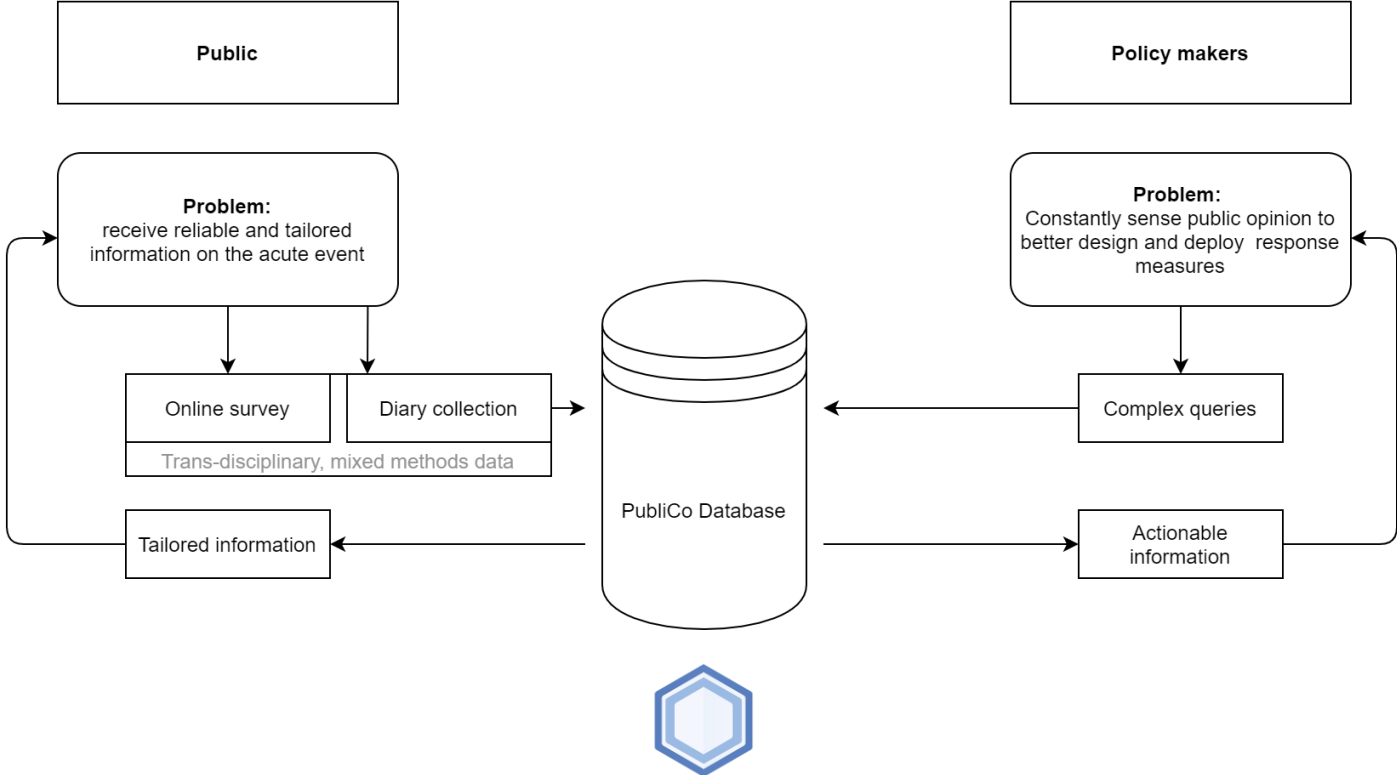 Public
Policy makers
Problem:
receive reliable and tailored
information on the acute event
Problem:
Constantly sense public opinion to
better design and deploy response
measures
Online survey
Diary collection
Trans-disciplinary, mixed methods data
Complex queries
PubliCo Database
Tailored information
Actionable
information